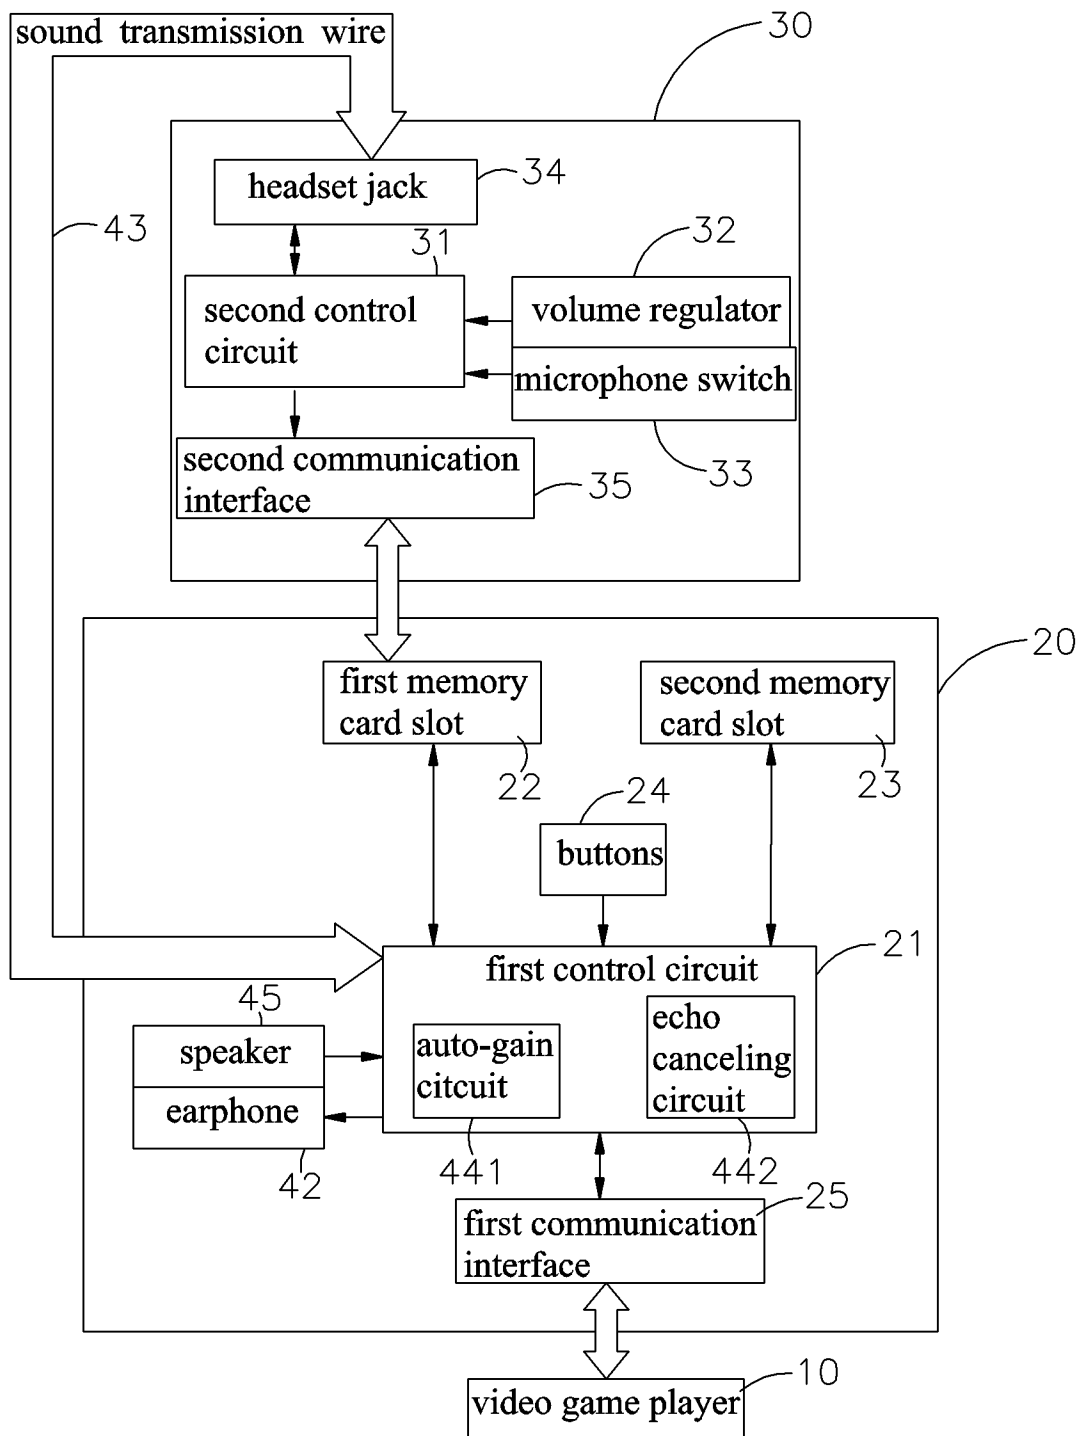 sound transmission wire
30
headset jack
34
43
31
32
second control
circuit
volume regulator
microphone switch
33
second communication
interface
35
20
first memory
card slot
second memory
card slot
22
24
23
buttons
21
first control circuit
45
speaker
earphone
42
auto-gain
citcuit
echo
canceling
circuit
441
442
25
first communication
interface
10
video game player